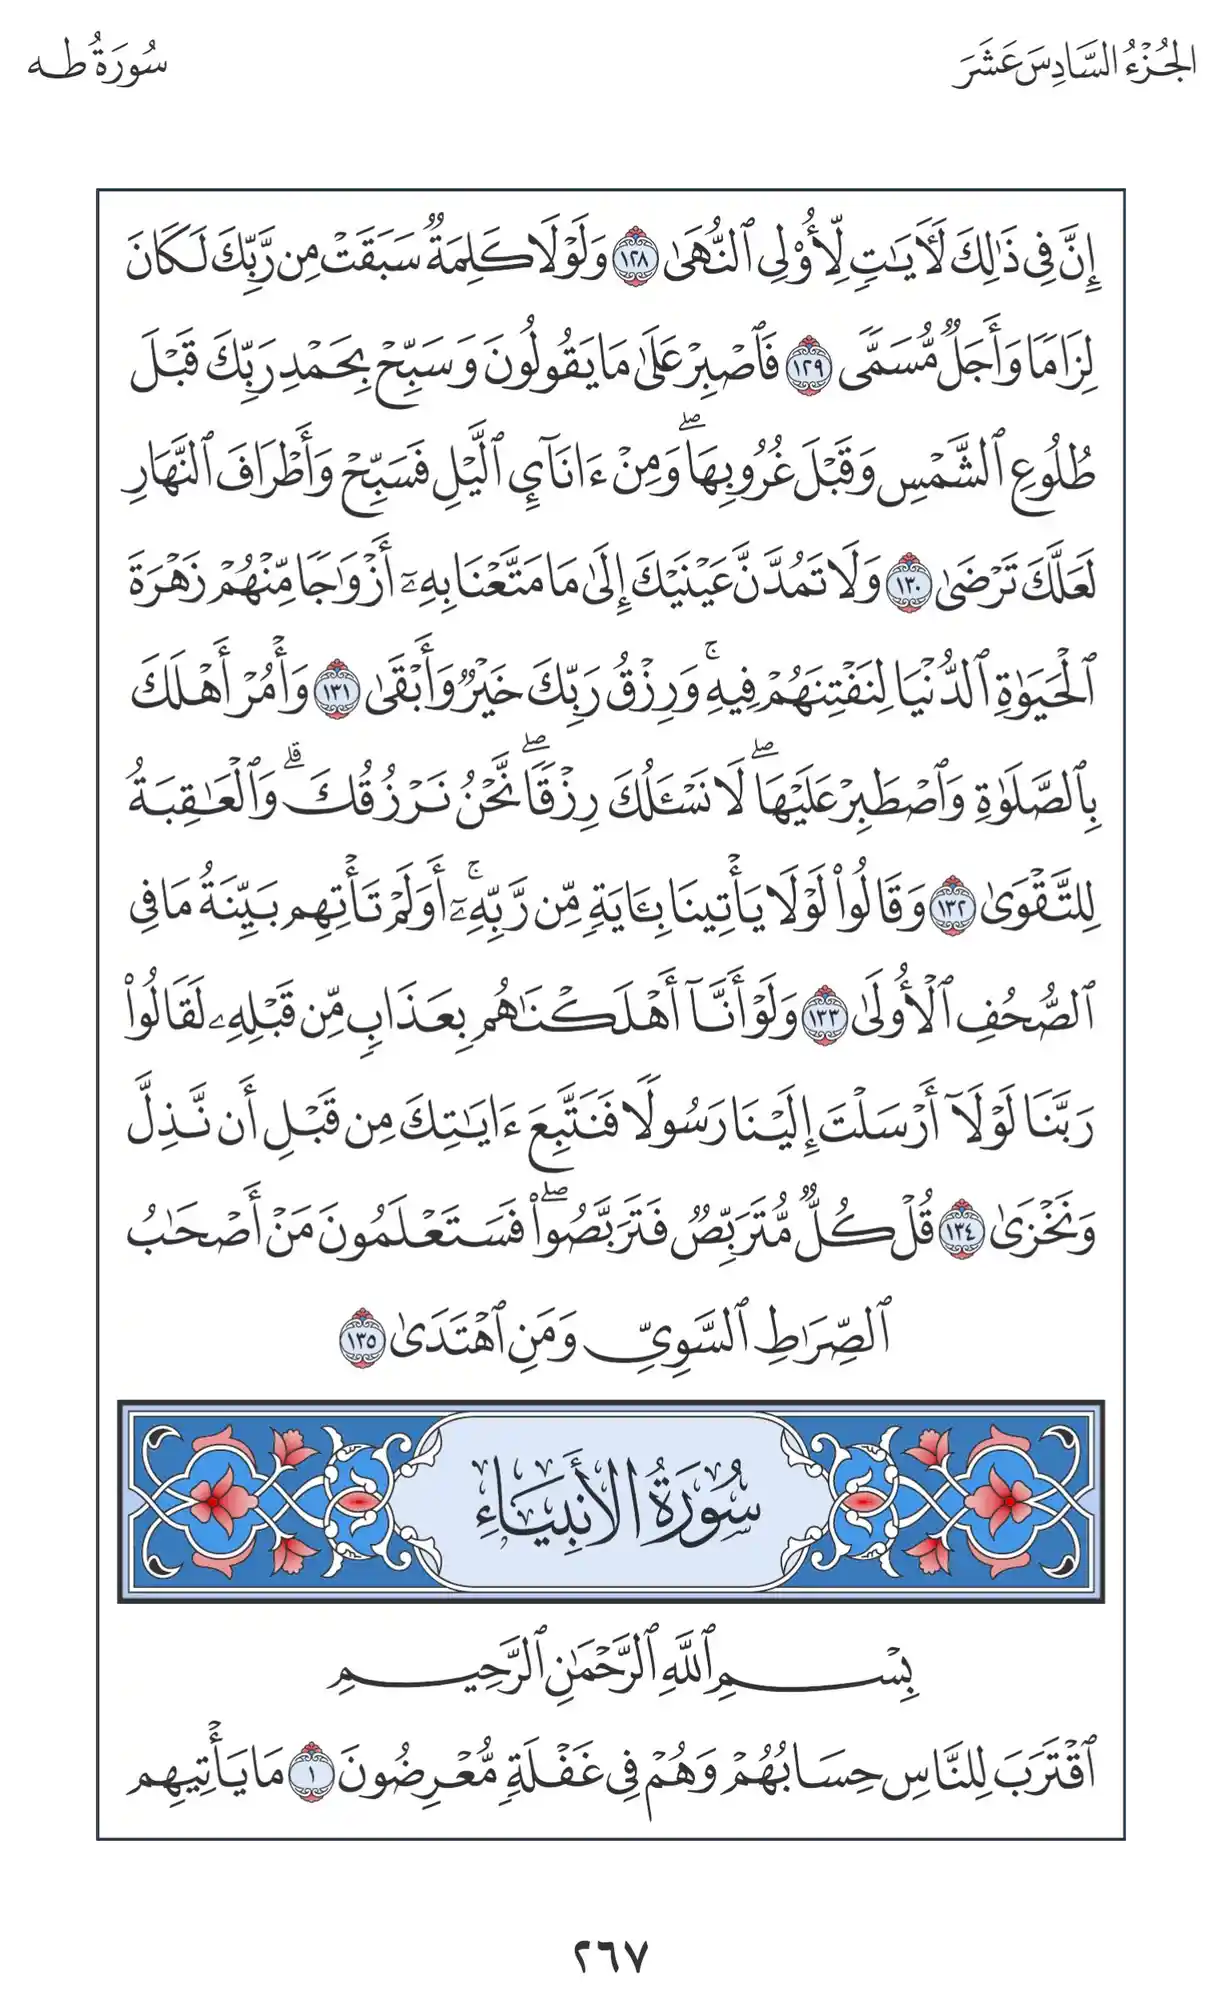 الجُزْءُ السَّادِسَ عَشَرَ
سُورَةُ طه
إِنَّ فِي ذَٰلِكَ لَأٓيَٰتٖ لِّأُوْلِي ٱلنُّهَىٰ ١٢٨ وَلَوۡلَا كَلِمَةٞ سَبَقَتۡ مِن رَّبِّكَ لَكَانَ
لِزَامٗا وَأَجَلٞ مُّسَمّٗى ١٢٩ فَٱصۡبِرۡ عَلَىٰ مَا يَقُولُونَ وَسَبِّحۡ بِحَمۡدِ رَبِّكَ قَبۡلَ
طُلُوعِ ٱلشَّمۡسِ وَقَبۡلَ غُرُوبِهَاۖ وَمِنۡ ءَانَآيِٕ ٱلَّيۡلِ فَسَبِّحۡ وَأَطۡرَافَ ٱلنَّهَارِ
لَعَلَّكَ تَرۡضَىٰ ١٣٠ وَلَا تَمُدَّنَّ عَيۡنَيۡكَ إِلَىٰ مَا مَتَّعۡنَا بِهِۦٓ أَزۡوَٰجٗا مِّنۡهُمۡ زَهۡرَةَ
ٱلۡحَيَوٰةِ ٱلدُّنۡيَا لِنَفۡتِنَهُمۡ فِيهِۚ وَرِزۡقُ رَبِّكَ خَيۡرٞ وَأَبۡقَىٰ ١٣١ وَأۡمُرۡ أَهۡلَكَ
بِٱلصَّلَوٰةِ وَٱصۡطَبِرۡ عَلَيۡهَاۖ لَا نَسۡـَٔلُكَ رِزۡقٗاۖ نَّحۡنُ نَرۡزُقُكَۗ وَٱلۡعَٰقِبَةُ
لِلتَّقۡوَىٰ ١٣٢ وَقَالُواْ لَوۡلَا يَأۡتِينَا بِـَٔايَةٖ مِّن رَّبِّهِۦٓۚ أَوَلَمۡ تَأۡتِهِم بَيِّنَةُ مَا فِي
ٱلصُّحُفِ ٱلۡأُولَىٰ ١٣٣ وَلَوۡ أَنَّآ أَهۡلَكۡنَٰهُم بِعَذَابٖ مِّن قَبۡلِهِۦ لَقَالُواْ
رَبَّنَا لَوۡلَآ أَرۡسَلۡتَ إِلَيۡنَا رَسُولٗا فَنَتَّبِعَ ءَايَٰتِكَ مِن قَبۡلِ أَن نَّذِلَّ
وَنَخۡزَىٰ ١٣٤ قُلۡ كُلّٞ مُّتَرَبِّصٞ فَتَرَبَّصُواْۖ فَسَتَعۡلَمُونَ مَنۡ أَصۡحَٰبُ
ٱلصِّرَٰطِ ٱلسَّوِيِّ وَمَنِ ٱهۡتَدَىٰ ١٣٥
سُورَةُ الأَنبِيَاءِ
بِسۡمِ ٱللَّهِ ٱلرَّحۡمَٰنِ ٱلرَّحِيمِ
ٱقۡتَرَبَ لِلنَّاسِ حِسَابُهُمۡ وَهُمۡ فِي غَفۡلَةٖ مُّعۡرِضُونَ ١ مَا يَأۡتِيهِم
٢٦٧